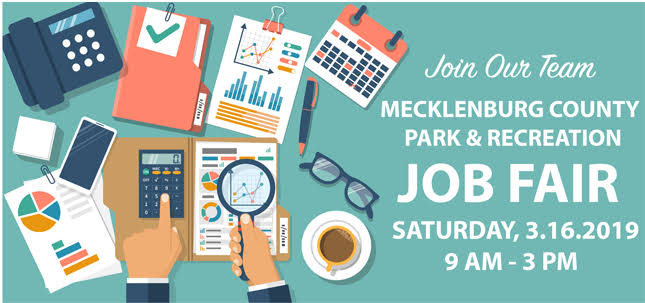 Join Our Team
MECKLENBURG COUNTY
PARK & RECREATION
JOB FAIR
SATURDAY, 3.16.2019
9 AM - 3 PM